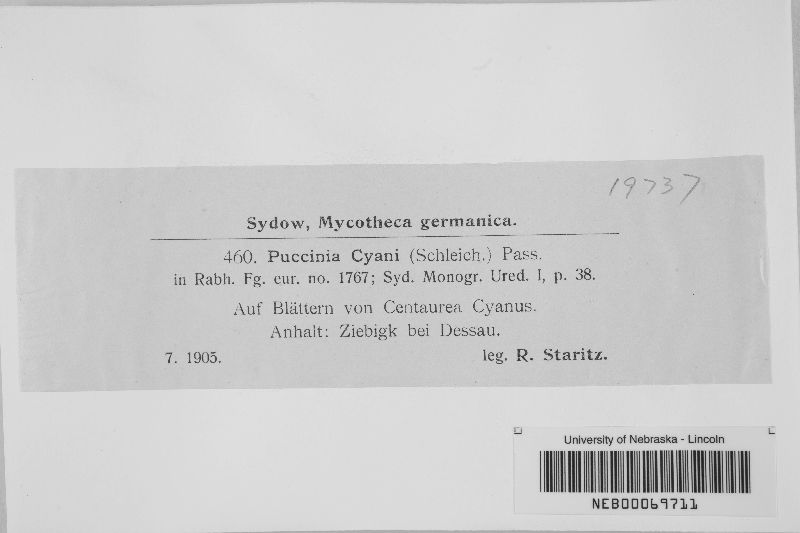 19737
Sydow, Mycotheca germanica.
460. Puccinia Cyani (Schleich.) Pass.
in Rabh. Fg. eur. no. 1767; Syd. Monogr. Ured. I, p. 38.
Auf Blättern von Centaurea Cyanus.
Anhalt: Ziebigk bei Dessau.
7. 1905. leg. R. Staritz.
University of Nebraska - Lincoln
NEB00069711